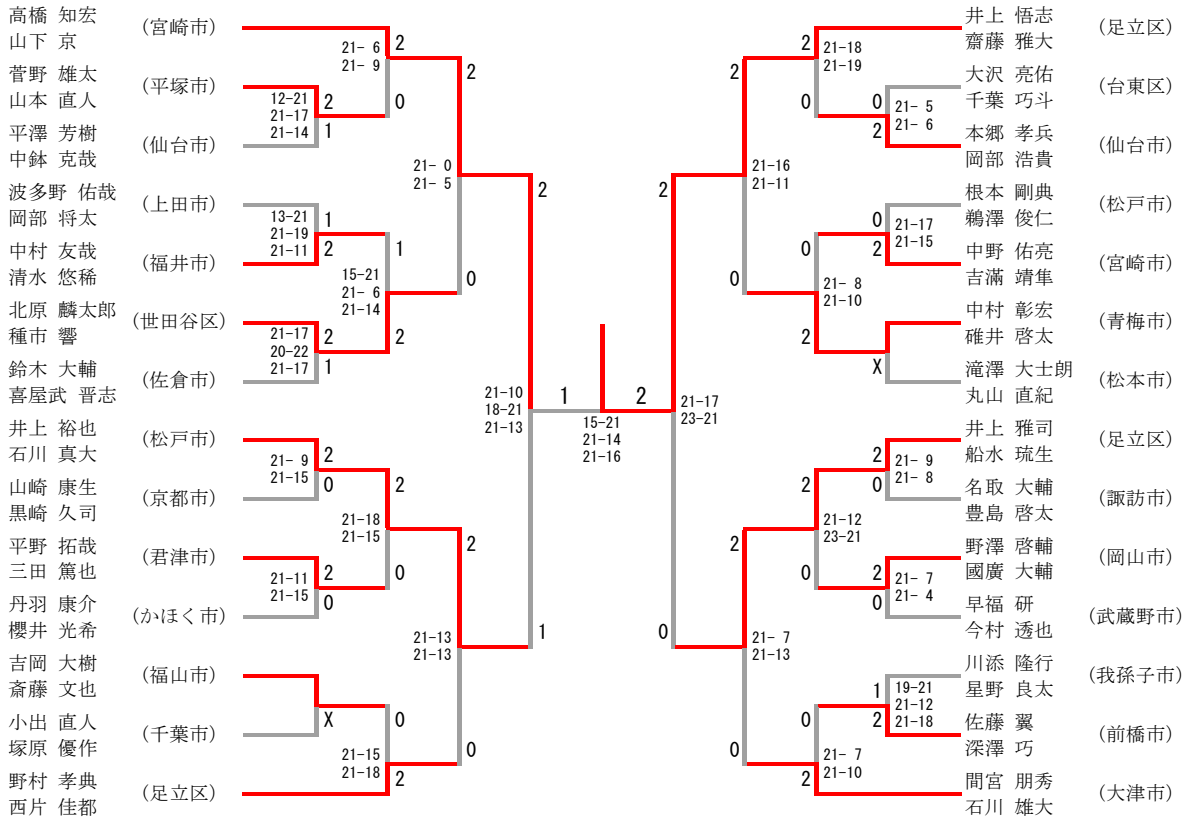 高橋 知宏
山下 京
(宮崎市)
菅野 雄太
山本 直人
(平塚市)
平澤 芳樹
中鉢 克哉
(仙台市)
波多野 佑哉
岡部 将太
(上田市)
中村 友哉
清水 悠稀
(福井市)
北原 麟太郎
種市 響
(世田谷区)
鈴木 大輔
喜屋武 晋志
(佐倉市)
井上 裕也
石川 真大
(松戸市)
山崎 康生
黒崎 久司
(京都市)
平野 拓哉
三田 篤也
(君津市)
丹羽 康介
櫻井 光希
(かほく市)
吉岡 大樹
斎藤 文也
(福山市)
小出 直人
塚原 優作
(千葉市)
野村 孝典
西片 佳都
(足立区)
12-21
21-17
21-14
2
1
13-21
21-19
21-11
1
2
21-17
20-22
21-17
2
1
21- 9
21-15
2
0
21-11
21-15
2
0
X
21- 6
21- 9
2
0
15-21
21- 6
21-14
1
2
21-18
21-15
2
0
21-15
21-18
0
2
21- 0
21- 5
2
0
21-13
21-13
2
0
21-10
18-21
21-13
2
1
1
2
15-21
21-14
21-16
21-17
23-21
2
0
21-16
21-11
2
0
21- 7
21-13
2
0
21-18
21-19
2
0
21- 8
21-10
0
2
21-12
23-21
2
0
21- 7
21-10
0
2
21- 5
21- 6
0
2
21-17
21-15
0
2
X
21- 9
21- 8
2
0
21- 7
21- 4
2
0
19-21
21-12
21-18
1
2
井上 悟志
齋藤 雅大
(足立区)
大沢 亮佑
千葉 巧斗
(台東区)
本郷 孝兵
岡部 浩貴
(仙台市)
根本 剛典
鵜澤 俊仁
(松戸市)
中野 佑亮
吉滿 靖隼
(宮崎市)
中村 彰宏
碓井 啓太
(青梅市)
滝澤 大士朗
丸山 直紀
(松本市)
井上 雅司
船水 琉生
(足立区)
名取 大輔
豊島 啓太
(諏訪市)
野澤 啓輔
國廣 大輔
(岡山市)
早福 研
今村 透也
(武蔵野市)
川添 隆行
星野 良太
(我孫子市)
佐藤 翼
深澤 巧
(前橋市)
間宮 朋秀
石川 雄大
(大津市)